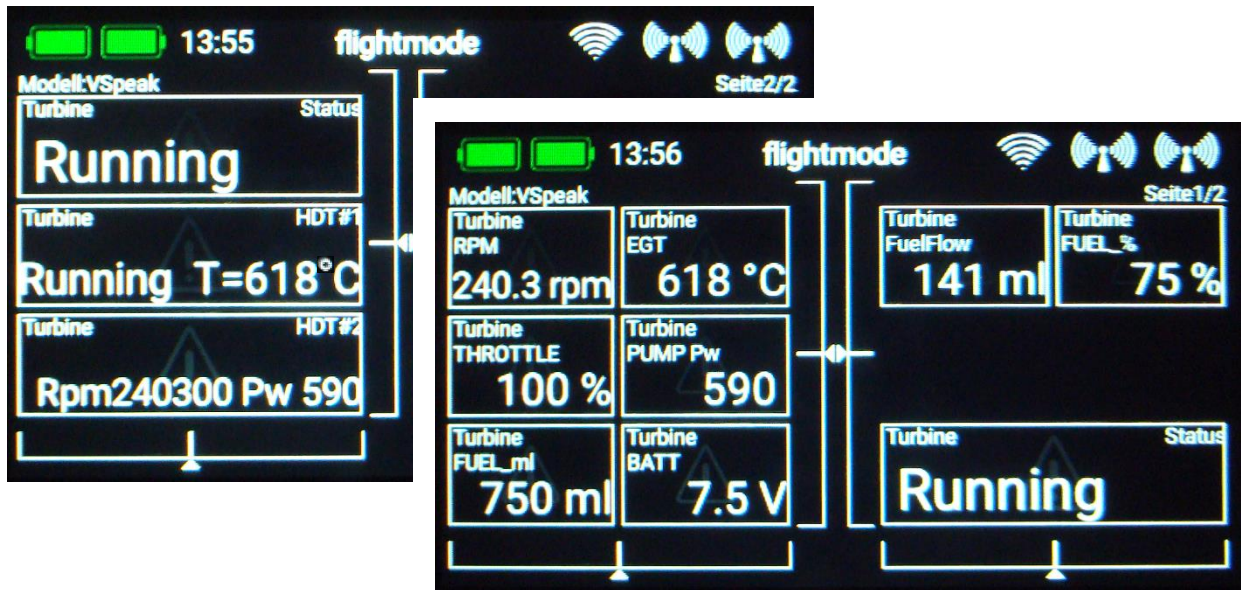 13:55 flightmode
Modell:VSpeak
Seite2/2
Turbine Status
Running
Turbine HDT#1
Running T=618°C
Turbine HDT#2
Rpm240300 Pw 590
13:56 flightmode
Modell:VSpeak
Seite1/2
Turbine
RPM
240.3 rpm
Turbine
EGT
618 °C
Turbine
FuelFlow
141 ml
Turbine
FUEL_%
75 %
Turbine
THROTTLE
100 %
Turbine
PUMP Pw
590
Turbine
FUEL_ml
750 ml
Turbine
BATT
7.5 V
Turbine Status
Running